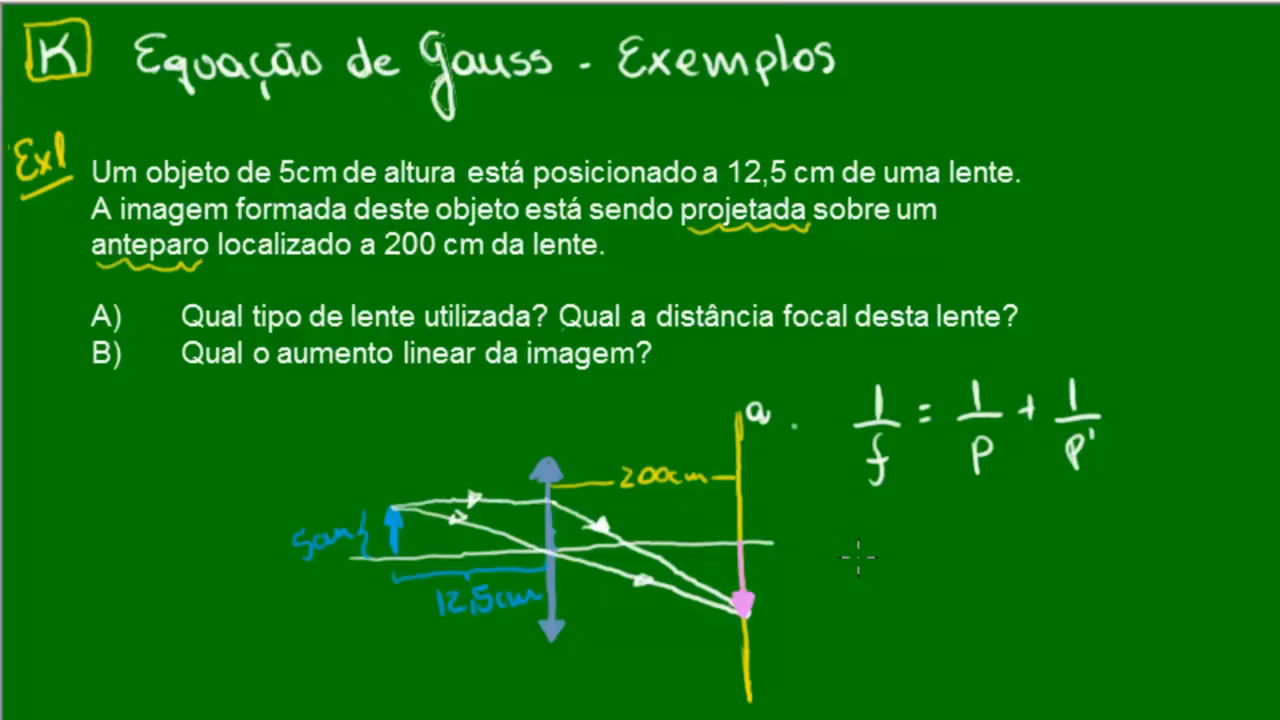 K Equação de Gauss - Exemplos
Ex1
Um objeto de 5cm de altura está posicionado a 12,5 cm de uma lente.
A imagem formada deste objeto está sendo projetada sobre um
anteparo localizado a 200 cm da lente.
A) Qual tipo de lente utilizada? Qual a distância focal desta lente?
B) Qual o aumento linear da imagem?
a.
1/f = 1/p + 1/p'
200cm
5cm
12,5cm